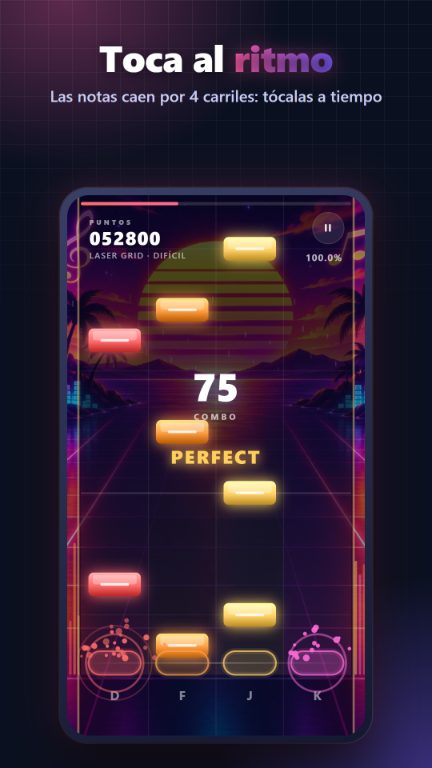 Toca al ritmo
Las notas caen por 4 carriles: tócalas a tiempo
PUNTOS
052800
LASER GRID · DIFÍCIL
100.0%
75
COMBO
PERFECT
D F J K